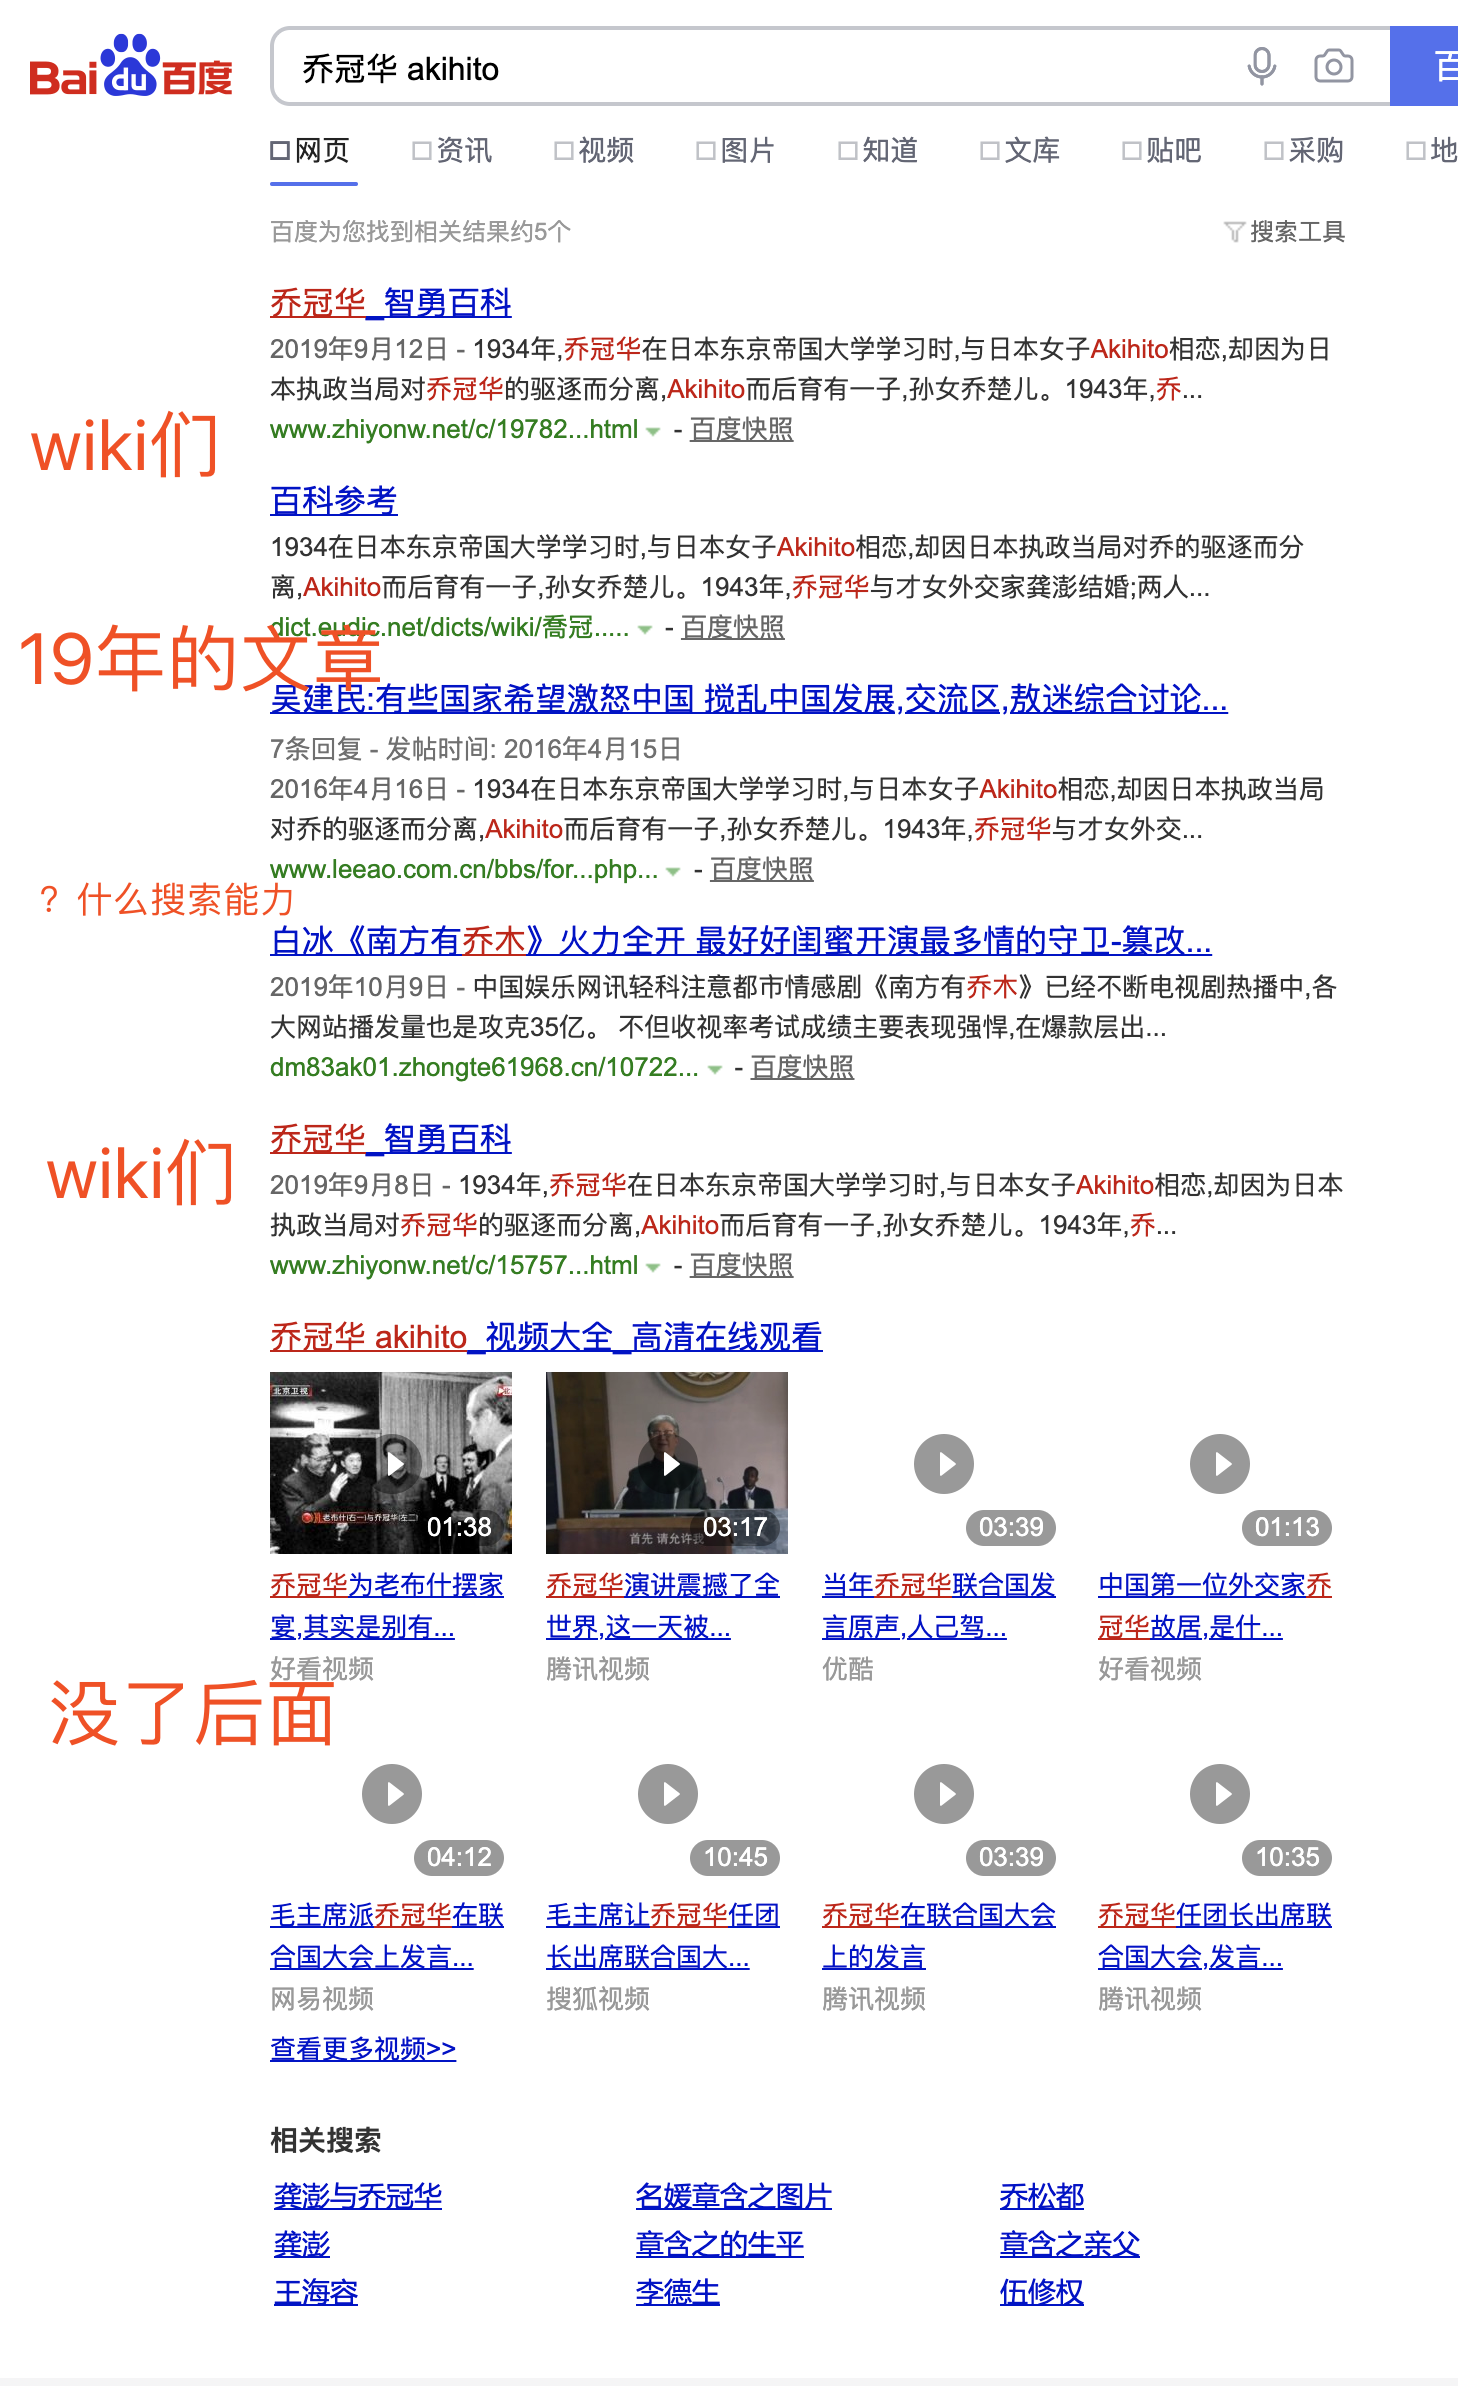 Bai du 百度
乔冠华 akihito
百
网页 资讯 视频 图片 知道 文库 贴吧 采购 地
百度为您找到相关结果约5个
搜索工具
乔冠华_智勇百科
2019年9月12日 - 1934年,乔冠华在日本东京帝国大学学习时,与日本女子Akihito相恋,却因为日
本执政当局对乔冠华的驱逐而分离,Akihito而后育有一子,孙女乔楚儿。1943年,乔...
wiki们
www.zhiyonw.net/c/19782...html - 百度快照
百科参考
1934在日本东京帝国大学学习时,与日本女子Akihito相恋,却因日本执政当局对乔的驱逐而分
离,Akihito而后育有一子,孙女乔楚儿。1943年,乔冠华与才女外交家龚澎结婚;两人...
dict.eudic.net/dicts/wiki/喬冠..... - 百度快照
19年的文章
吴建民:有些国家希望激怒中国 搅乱中国发展,交流区,敖迷综合讨论...
7条回复 - 发帖时间: 2016年4月15日
2016年4月16日 - 1934在日本东京帝国大学学习时,与日本女子Akihito相恋,却因日本执政当局
对乔的驱逐而分离,Akihito而后育有一子,孙女乔楚儿。1943年,乔冠华与才女外交...
www.leeao.com.cn/bbs/for...php... - 百度快照
？什么搜索能力
白冰《南方有乔木》火力全开 最好好闺蜜开演最多情的守卫-篡改...
2019年10月9日 - 中国娱乐网讯轻科注意都市情感剧《南方有乔木》已经不断电视剧热播中,各
大网站播发量也是攻克35亿。 不但收视率考试成绩主要表现强悍,在爆款层出...
dm83ak01.zhongte61968.cn/10722... - 百度快照
乔冠华_智勇百科
wiki们
2019年9月8日 - 1934年,乔冠华在日本东京帝国大学学习时,与日本女子Akihito相恋,却因为日本
执政当局对乔冠华的驱逐而分离,Akihito而后育有一子,孙女乔楚儿。1943年,乔...
www.zhiyonw.net/c/15757...html - 百度快照
乔冠华 akihito_视频大全_高清在线观看
北京卫视
老布什(右一)与乔冠华(左二)
首先 请允许我
01:38 03:17 03:39 01:13
乔冠华为老布什摆家 乔冠华演讲震撼了全 当年乔冠华联合国发 中国第一位外交家乔
宴,其实是别有... 世界,这一天被... 言原声,人己驾... 冠华故居,是什...
好看视频 腾讯视频 优酷 好看视频
没了后面
04:12 10:45 03:39 10:35
毛主席派乔冠华在联 毛主席让乔冠华任团 乔冠华在联合国大会 乔冠华任团长出席联
合国大会上发言... 长出席联合国大... 上的发言 合国大会,发言...
网易视频 搜狐视频 腾讯视频 腾讯视频
查看更多视频>>
相关搜索
龚澎与乔冠华 名媛章含之图片 乔松都
龚澎 章含之的生平 章含之亲父
王海容 李德生 伍修权